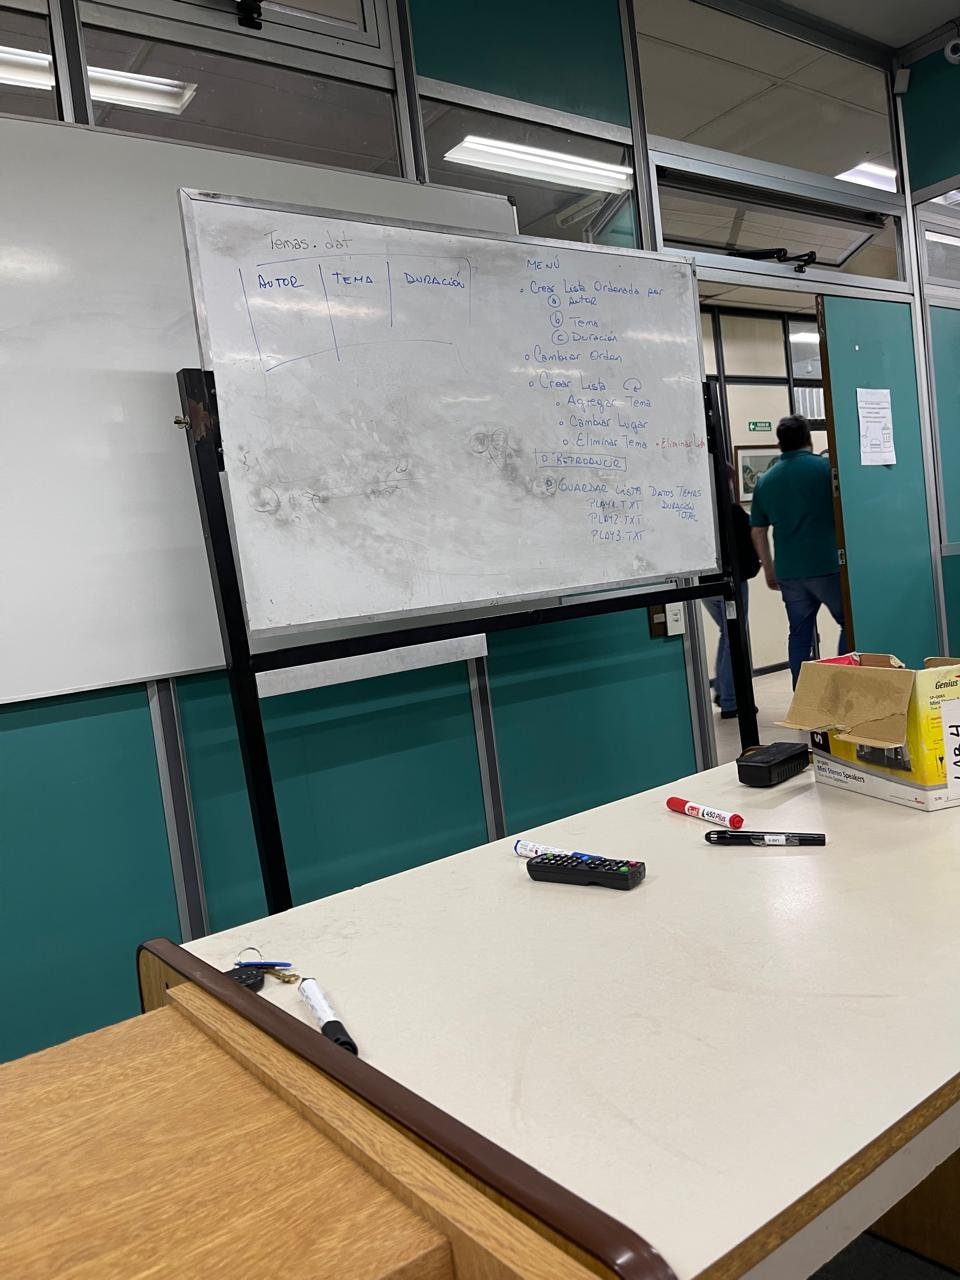 Temas.dat
AUTOR TEMA DURACIÓN
MENÚ
Crear Lista Ordenada por
a Autor
b Tema
c Duración
Cambiar Orden
Crear Lista
Agregar Tema
Cambiar Lugar
Eliminar Tema
Eliminar
REPRODUCIR
GUARDAR LISTA DATOS TEMAS
PLAY1.TXT DURACIÓN
PLAY2.TXT TOTAL
PLAY3.TXT
Genius
Mini Stereo Speakers
LAB.4
450 Plus